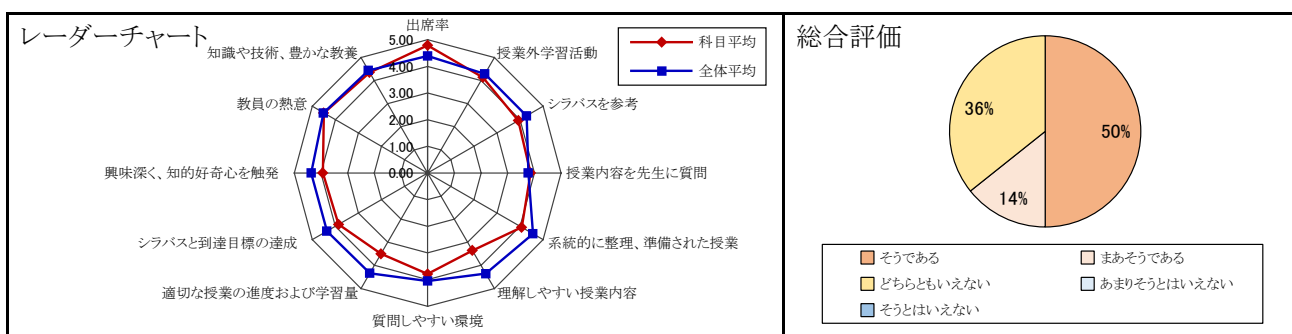 レーダーチャート
出席率
授業外学習活動
シラバスを参考
授業内容を先生に質問
系統的に整理、準備された授業
理解しやすい授業内容
質問しやすい環境
適切な授業の進度および学習量
シラバスと到達目標の達成
興味深く、知的好奇心を触発
教員の熱意
知識や技術、豊かな教養
5.00
4.00
3.00
2.00
1.00
0.00
科目平均
全体平均
総合評価
50%
14%
36%
そうである
まあそうである
どちらともいえない
あまりそうとはいえない
そうとはいえない